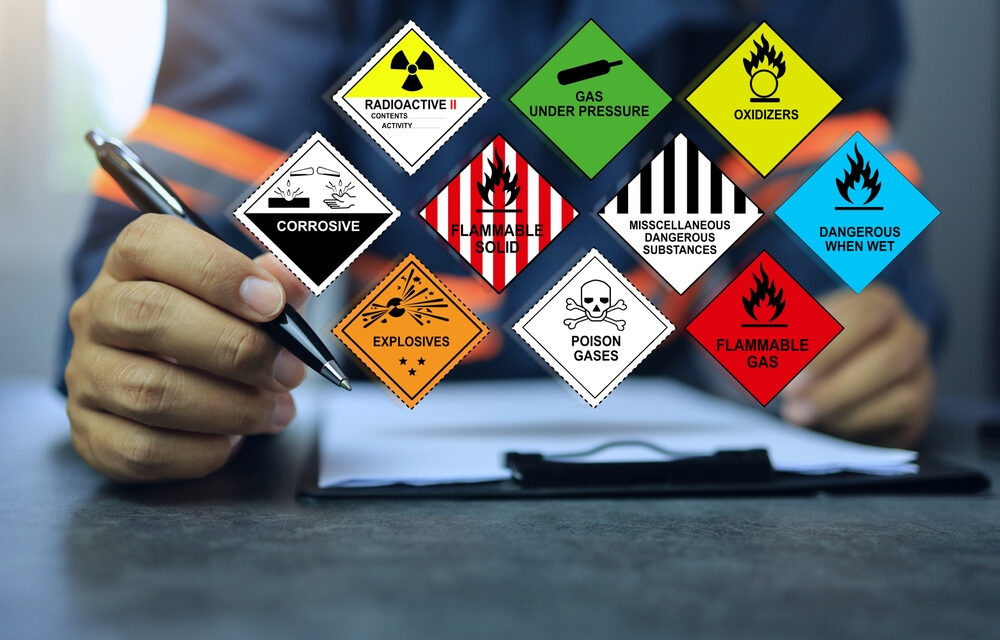 RADIOACTIVE II
CONTENTS
ACTIVITY
GAS
UNDER PRESSURE
OXIDIZERS
CORROSIVE
FLAMMABLE
SOLID
MISSCELLANEOUS
DANGEROUS
SUBSTANCES
DANGEROUS
WHEN WET
EXPLOSIVES
POISON
GASES
FLAMMABLE
GAS